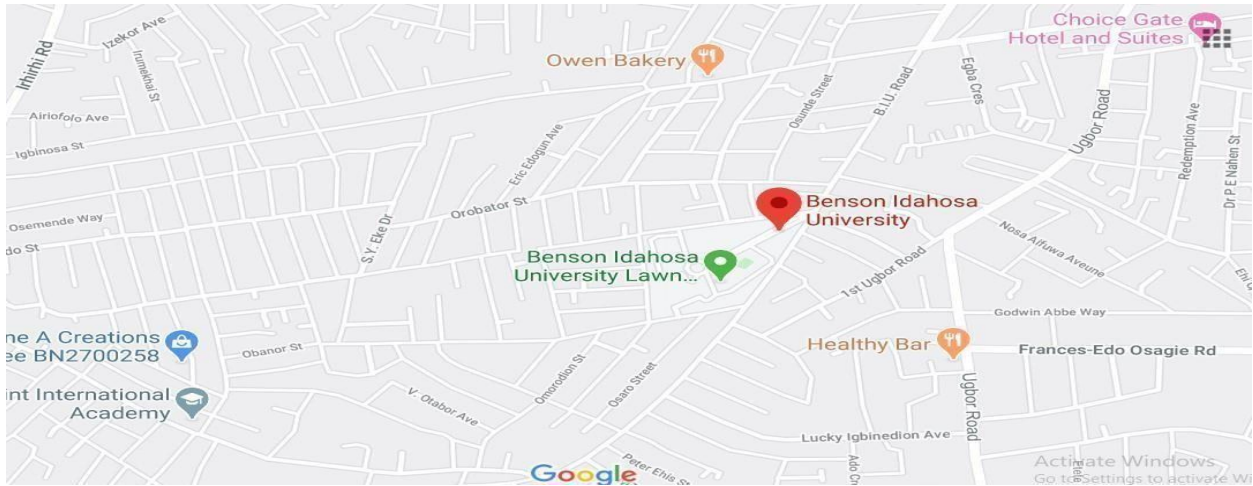 Choice Gate
Hotel and Suites
Izekor Ave
Irhirhi Rd
Irumekhai St
Owen Bakery
Egba Cres
B.I.U. Road
Osunde Street
Ugbor Road
Airiofolo Ave
Igbinosa St
Eric Edogun Ave
Redemption Ave
Dr P E Nahen St
Benson Idahosa
University
Orobator St
Osemende Way
S.Y. Eke Dr
do St
Nosa Aifuwa Aveune
Benson Idahosa
University Lawn...
1st Ugbor Road
Godwin Abbe Way
ne A Creations
ee BN2700258
Obanor St
Healthy Bar
Frances-Edo Osagie Rd
Omorodion St
Osaro Street
V. Otabor Ave
int International
Academy
Ugbor Road
Lucky Igbinedion Ave
Peter Ehis St
Google
Activate Windows
Go to Settings to activate Wi